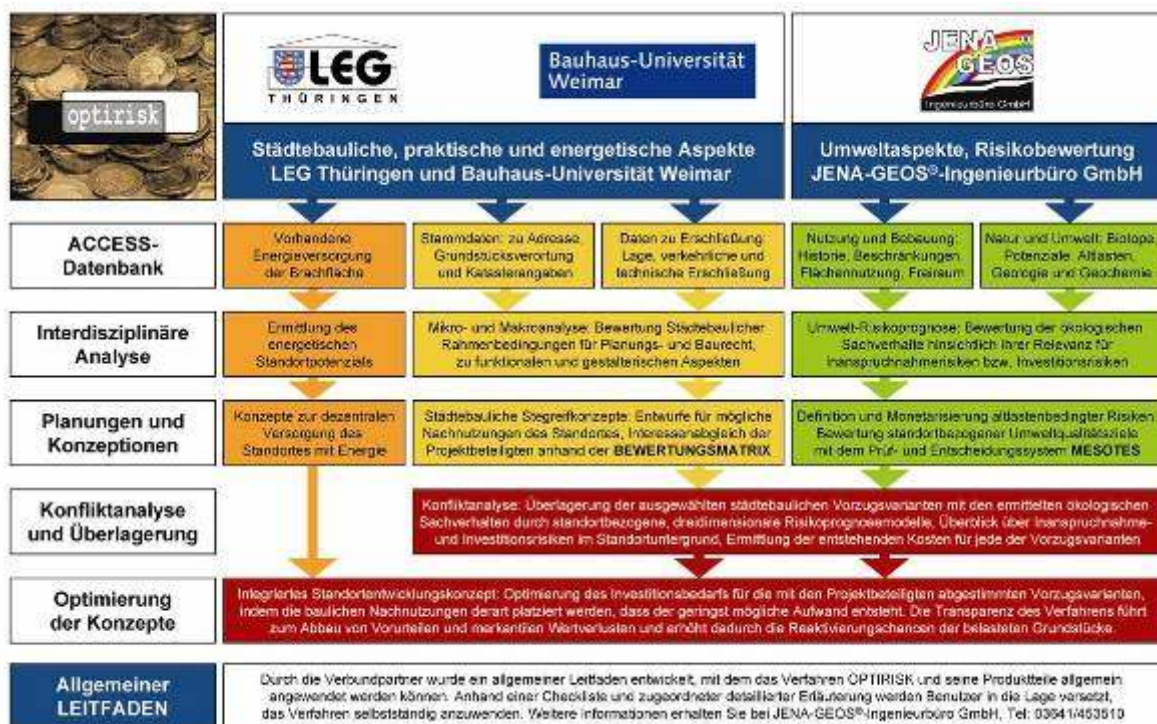 optirisk
LEG
THÜRINGEN
Bauhaus-Universität
Weimar
JENA
GEOS
Ingenieurbüro GmbH
Städtebauliche, praktische und energetische Aspekte
LEG Thüringen und Bauhaus-Universität Weimar
Umweltaspekte, Risikobewertung
JENA-GEOS®-Ingenieurbüro GmbH
ACCESS-
Datenbank
Vorhandene
Energieversorgung
der Brachfläche
Stammdaten: zu Adresse,
Grundstücksverortung
und Katasterangaben
Daten zu Erschließung:
Lage, verkehrliche und
technische Erschließung
Nutzung und Bebauung:
Historie, Beschränkungen,
Flächennutzung, Freiraum
Natur und Umwelt: Biotope,
Potenziale, Altlasten,
Geologie und Geochemie
Interdisziplinäre
Analyse
Ermittlung des
energetischen
Standortpotenzials
Mikro- und Makroanalyse: Bewertung Städtebaulicher
Rahmenbedingungen für Planungs- und Baurecht,
zu funktionalen und gestalterischen Aspekten
Umwelt-Risikoprognose: Bewertung der ökologischen
Sachverhalte hinsichtlich ihrer Relevanz für
Inanspruchnahmerisiken bzw. Investitionsrisiken
Planungen und
Konzeptionen
Konzepte zur dezentralen
Versorgung des
Standortes mit Energie
Städtebauliche Stegreifkonzepte: Entwürfe für mögliche
Nachnutzungen des Standortes, Interessenabgleich der
Projektbeteiligten anhand der BEWERTUNGSMATRIX
Definition und Monetarisierung altlastenbedingter Risiken
Bewertung standortbezogener Umweltqualitätsziele
mit dem Prüf- und Entscheidungssystem MESOTES
Konfliktanalyse
und Überlagerung
Konfliktanalyse: Überlagerung der ausgewählten städtebaulichen Vorzugsvarianten mit den ermittelten ökologischen
Sachverhalten durch standortbezogene, dreidimensionale Risikoprognosemodelle, Überblick über Inanspruchnahme-
und Investitionsrisiken im Standortuntergrund, Ermittlung der entstehenden Kosten für jede der Vorzugsvarianten
Optimierung
der Konzepte
Integriertes Standortentwicklungskonzept: Optimierung des Investitionsbedarfs für die mit den Projektbeteiligten abgestimmten Vorzugsvarianten,
indem die baulichen Nachnutzungen derart platziert werden, dass der geringst mögliche Aufwand entsteht. Die Transparenz des Verfahrens führt
zum Abbau von Vorurteilen und merkantilen Wertverlusten und erhöht dadurch die Reaktivierungschancen der belasteten Grundstücke.
Allgemeiner
LEITFADEN
Durch die Verbundpartner wurde ein allgemeiner Leitfaden entwickelt, mit dem das Verfahren OPTIRISK und seine Produktteile allgemein
angewendet werden können. Anhand einer Checkliste und zugeordneter detaillierter Erläuterung werden Benutzer in die Lage versetzt,
das Verfahren selbstständig anzuwenden. Weitere Informationen erhalten Sie bei JENA-GEOS®-Ingenieurbüro GmbH, Tel: 03641/453510